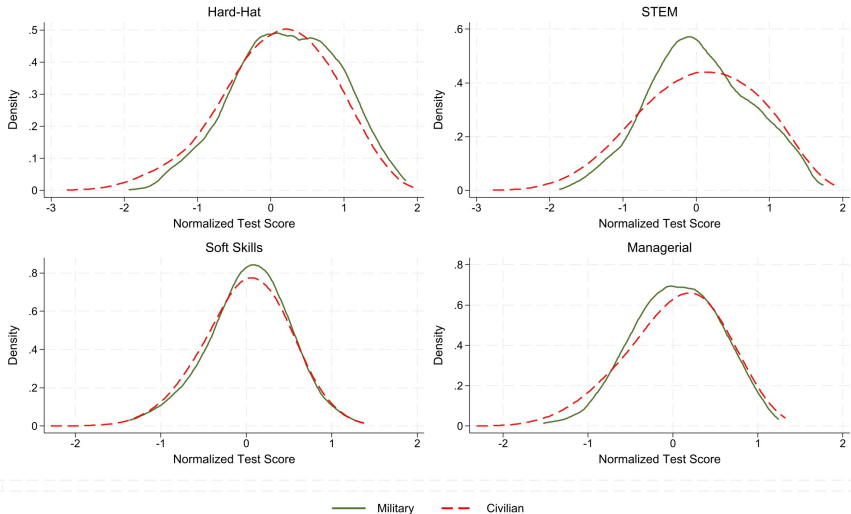 Hard-Hat
.5
.4
.3
.2
.1
0
Density
-3 -2 -1 0 1 2
Normalized Test Score
STEM
.6
.4
.2
0
Density
-3 -2 -1 0 1 2
Normalized Test Score
Soft Skills
.8
.6
.4
.2
0
Density
-2 -1 0 1 2
Normalized Test Score
Managerial
.8
.6
.4
.2
0
Density
-2 -1 0 1 2
Normalized Test Score
Military Civilian